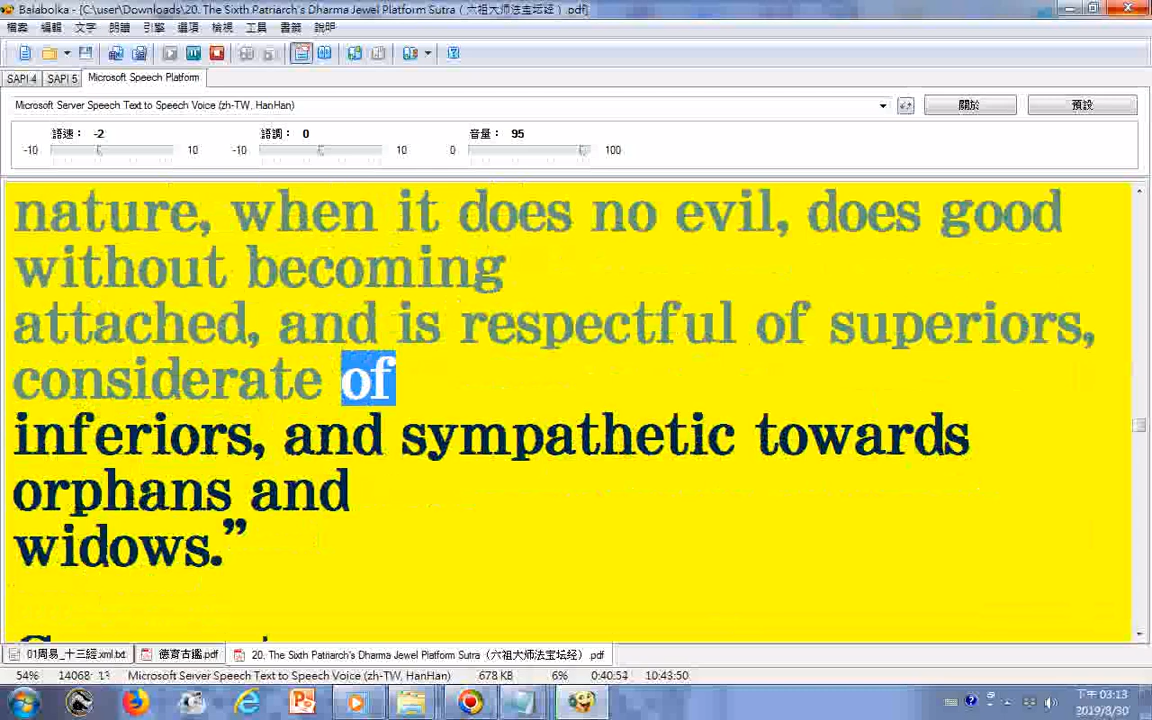 Balabolka - [C:\user\Downloads\20. The Sixth Patriarch's Dharma Jewel Platform Sutra（六祖大师法宝坛经）.pdf]
檔案 編輯 文字 朗讀 引擎 選項 檢視 工具 書籤 說明
SAPI 4 SAPI 5 Microsoft Speech Platform
Microsoft Server Speech Text to Speech Voice (zh-TW, HanHan) 關於 預設
語速： -2 語調： 0 音量： 95
-10 10 -10 10 0 100
nature, when it does no evil, does good
without becoming
attached, and is respectful of superiors,
considerate of
inferiors, and sympathetic towards
orphans and
widows.”
01周易_十三經.xml.txt 德育古鑑.pdf 20. The Sixth Patriarch's Dharma Jewel Platform Sutra（六祖大师法宝坛经）.pdf
54% Microsoft Server Speech Text to Speech Voice (zh-TW, HanHan) 678 KB 6% 0:40:54 10:43:50
下午 03:13
2019/8/30